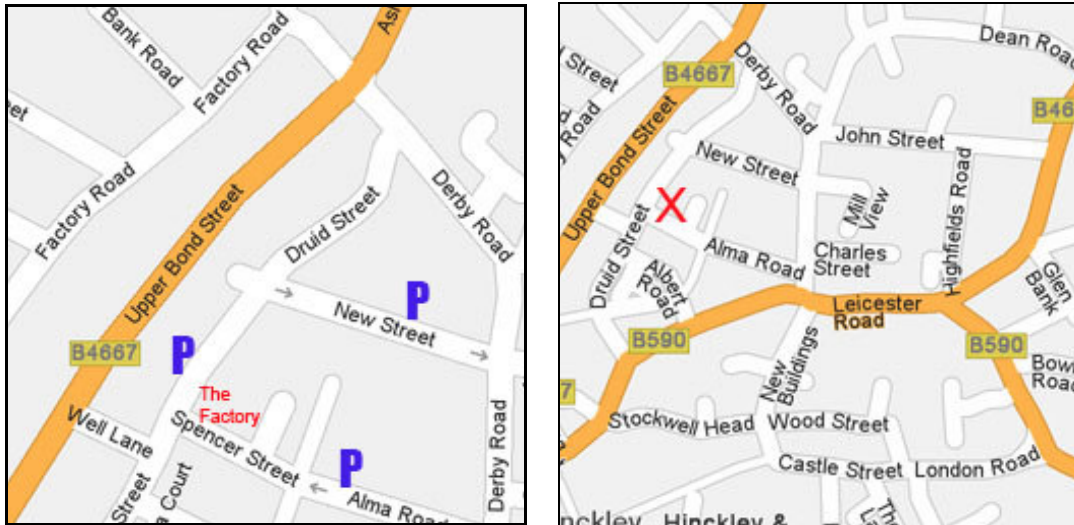 Bank Road
Factory Road
Factory Road
Upper Bond Street
Druid Street
Derby Road
New Street
P
P
B4667
The
Factory
Well Lane
Spencer Street
P
Alma Road
Street
Court
Derby Road
B4667
Derby Road
Dean Road
Street
Road
Upper Bond Street
New Street
John Street
X
Mill
View
Highfields Road
Druid Street
Albert
Road
Alma Road
Charles
Street
Leicester
Road
Glen
Bank
B590
B590
New
Buildings
Stockwell Head
Wood Street
Castle Street
London Road
Hinckley &